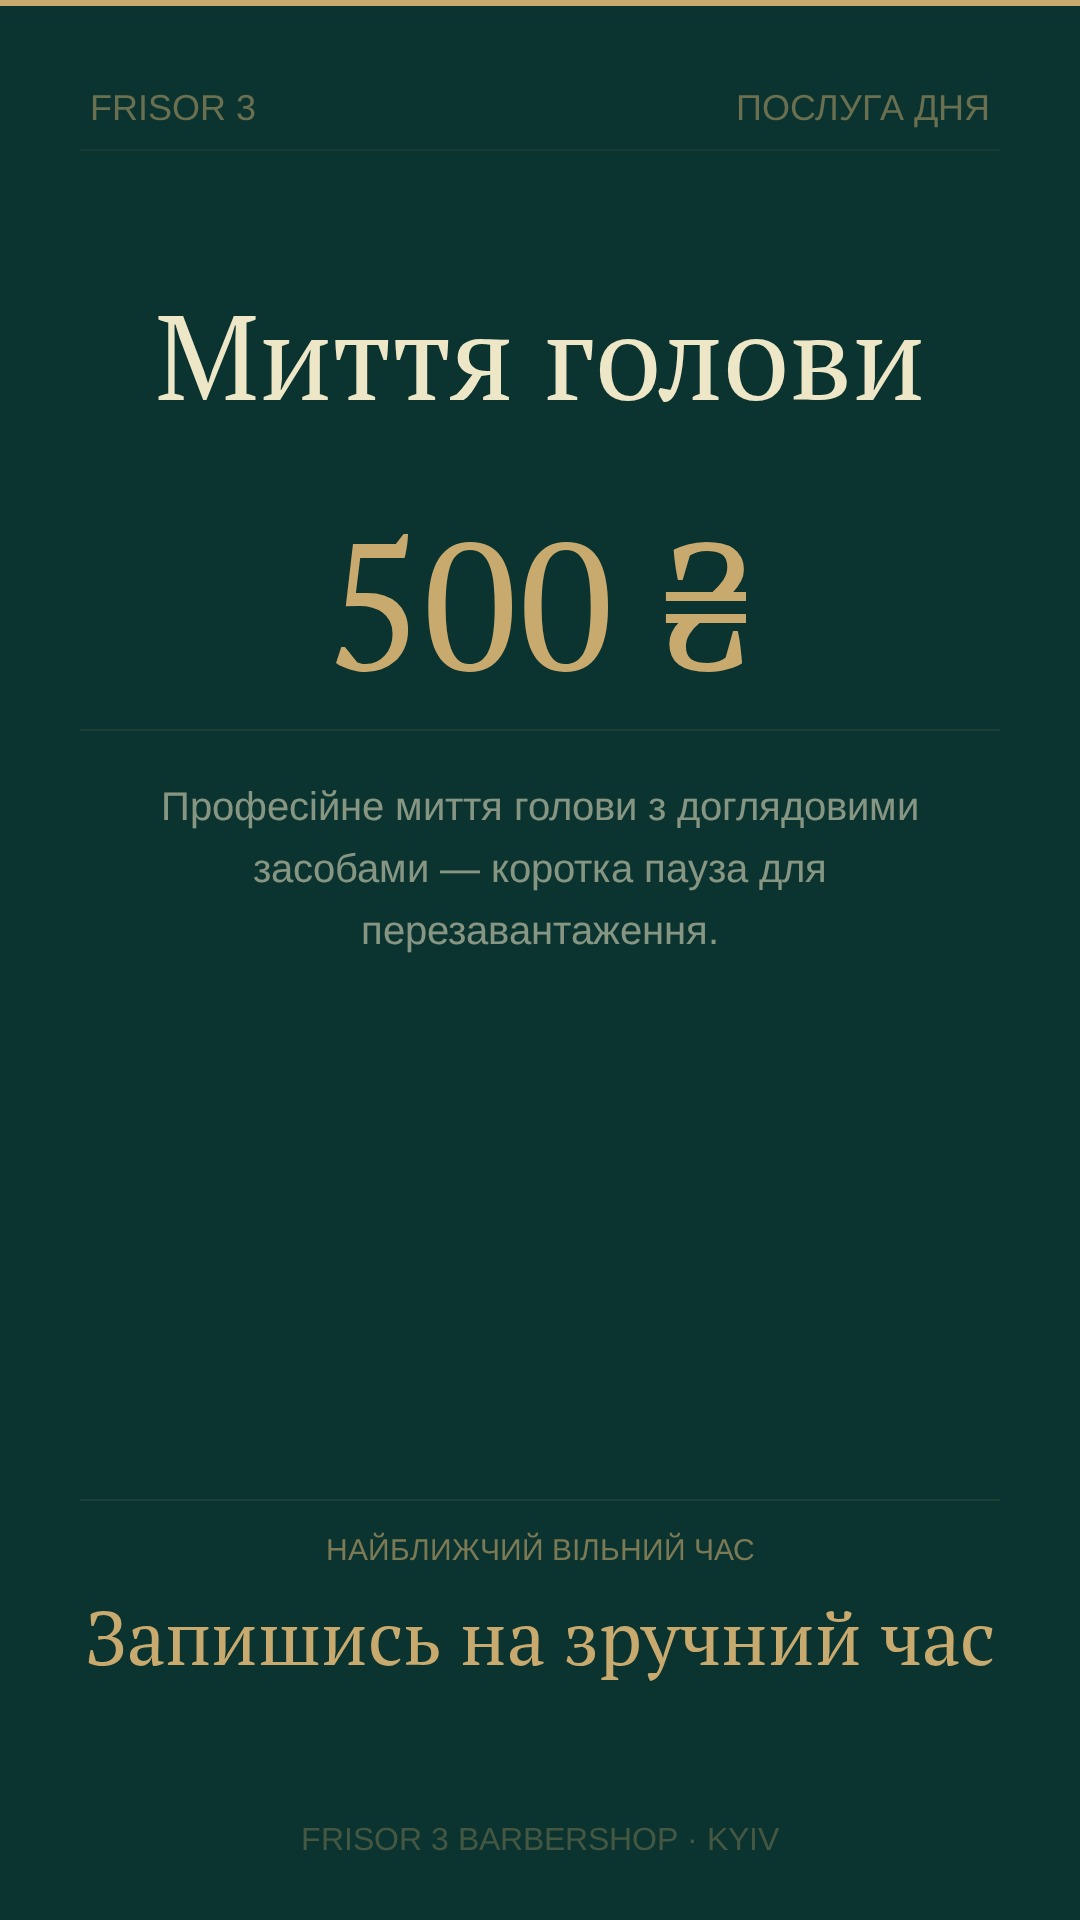 FRISOR 3
ПОСЛУГА ДНЯ
Миття голови
500 ₴
Професійне миття голови з доглядовими
засобами — коротка пауза для
перезавантаження.
НАЙБЛИЖЧИЙ ВІЛЬНИЙ ЧАС
Запишись на зручний час
FRISOR 3 BARBERSHOP · KYIV